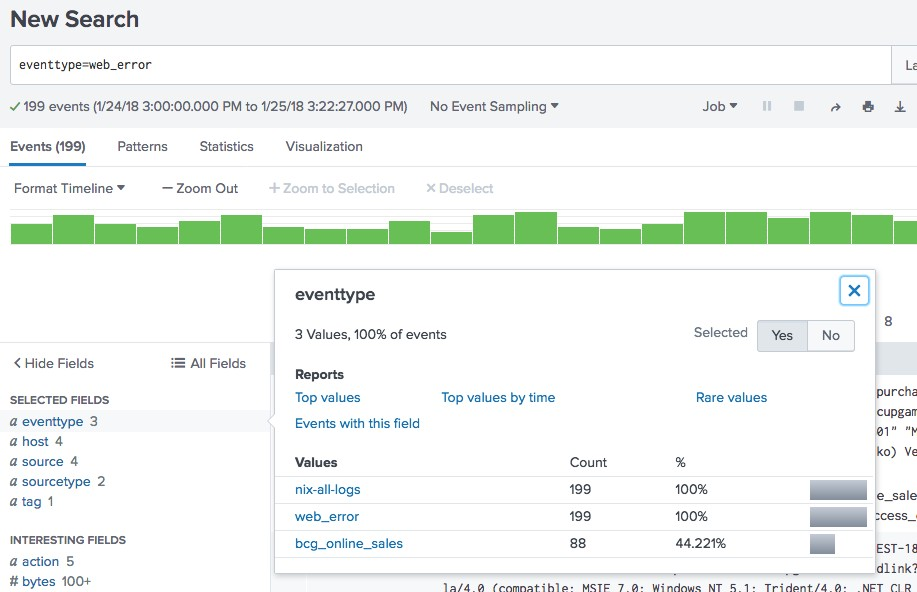 New Search
eventtype=web_error
La
199 events (1/24/18 3:00:00.000 PM to 1/25/18 3:22:27.000 PM) No Event Sampling Job
Events (199) Patterns Statistics Visualization
Format Timeline — Zoom Out + Zoom to Selection × Deselect
eventtype
8
3 Values, 100% of events Selected Yes No
< Hide Fields All Fields
Reports
Top values Top values by time Rare values
Events with this field
SELECTED FIELDS
a eventtype 3
a host 4
a source 4
a sourcetype 2
a tag 1
INTERESTING FIELDS
a action 5
# bytes 100+
Values Count %
nix-all-logs 199 100%
web_error 199 100%
bcg_online_sales 88 44.221%
purcha
cupgam
01" "M
ko) Ve
e_sale
EST-18
dlink?
la/4.0 (compatible; MSIE 7.0; Windows NT 5.1; Trident/4.0; .NET CLR